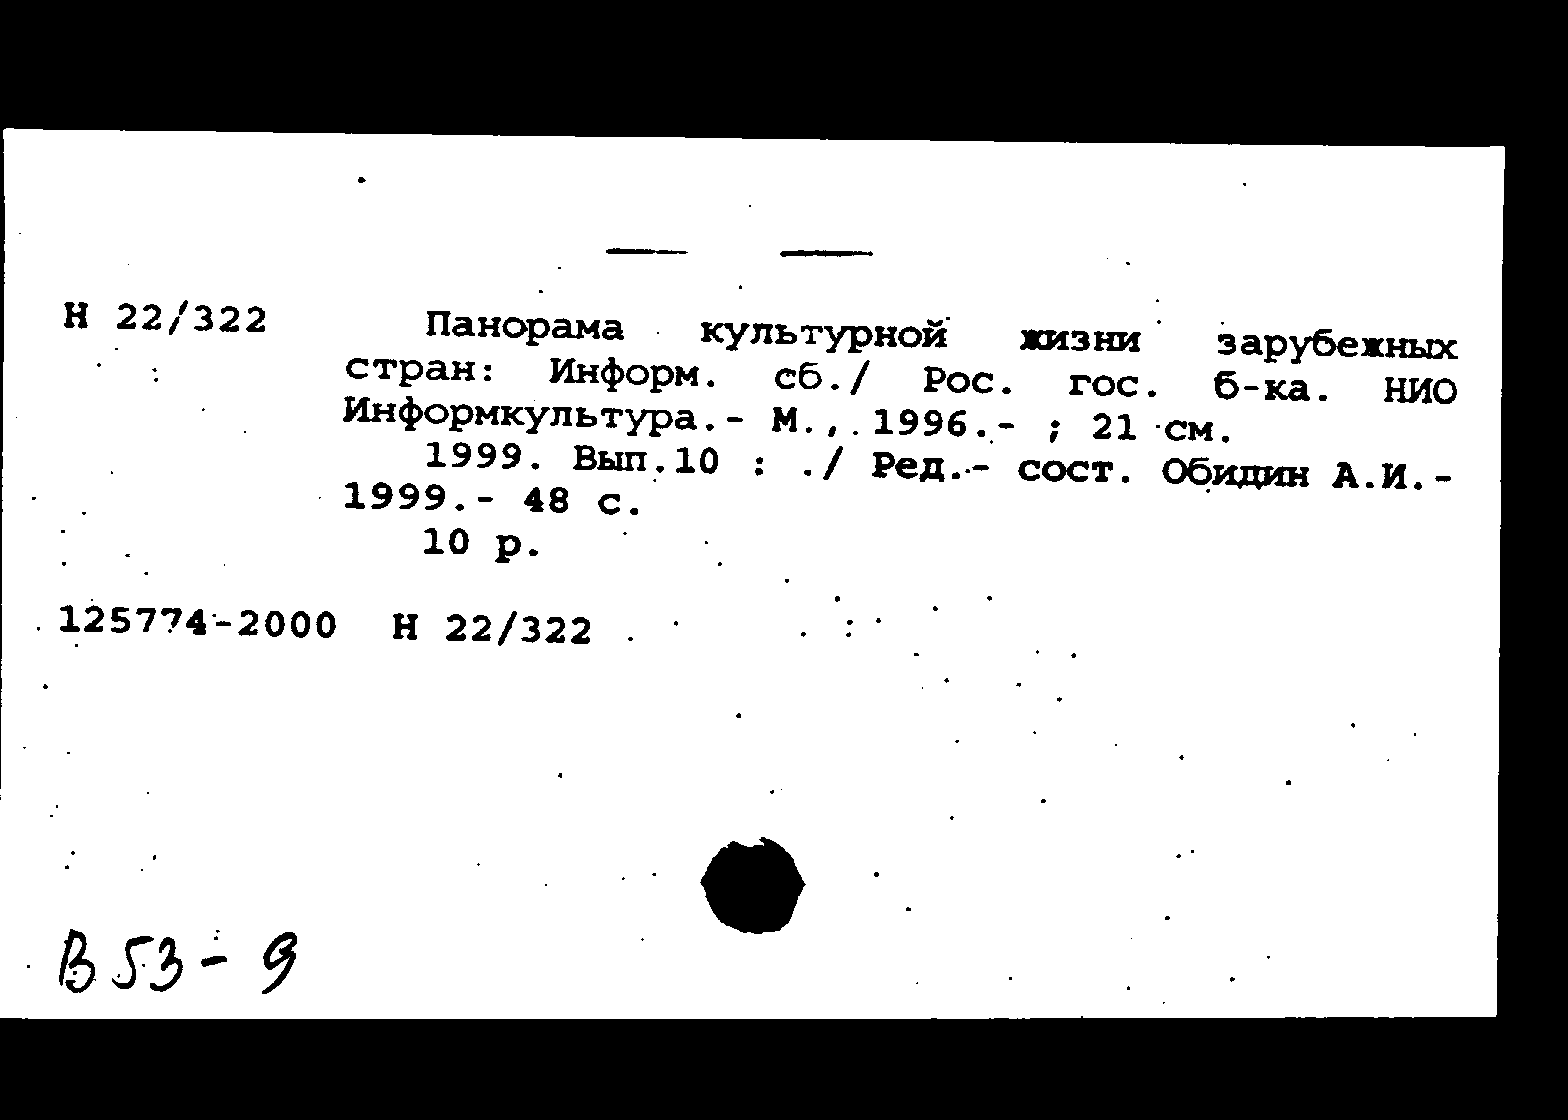 Н 22/322 Панорама культурной жизни зарубежных
стран: Информ. сб./ Рос. гос. б-ка. НИО
Информкультура.- М., 1996.- ; 21 см.
1999. Вып.10 : ./ Ред.- сост. Обидин А.И.-
1999.- 48 с.
10 р.
125774-2000 Н 22/322
В 53 - 9